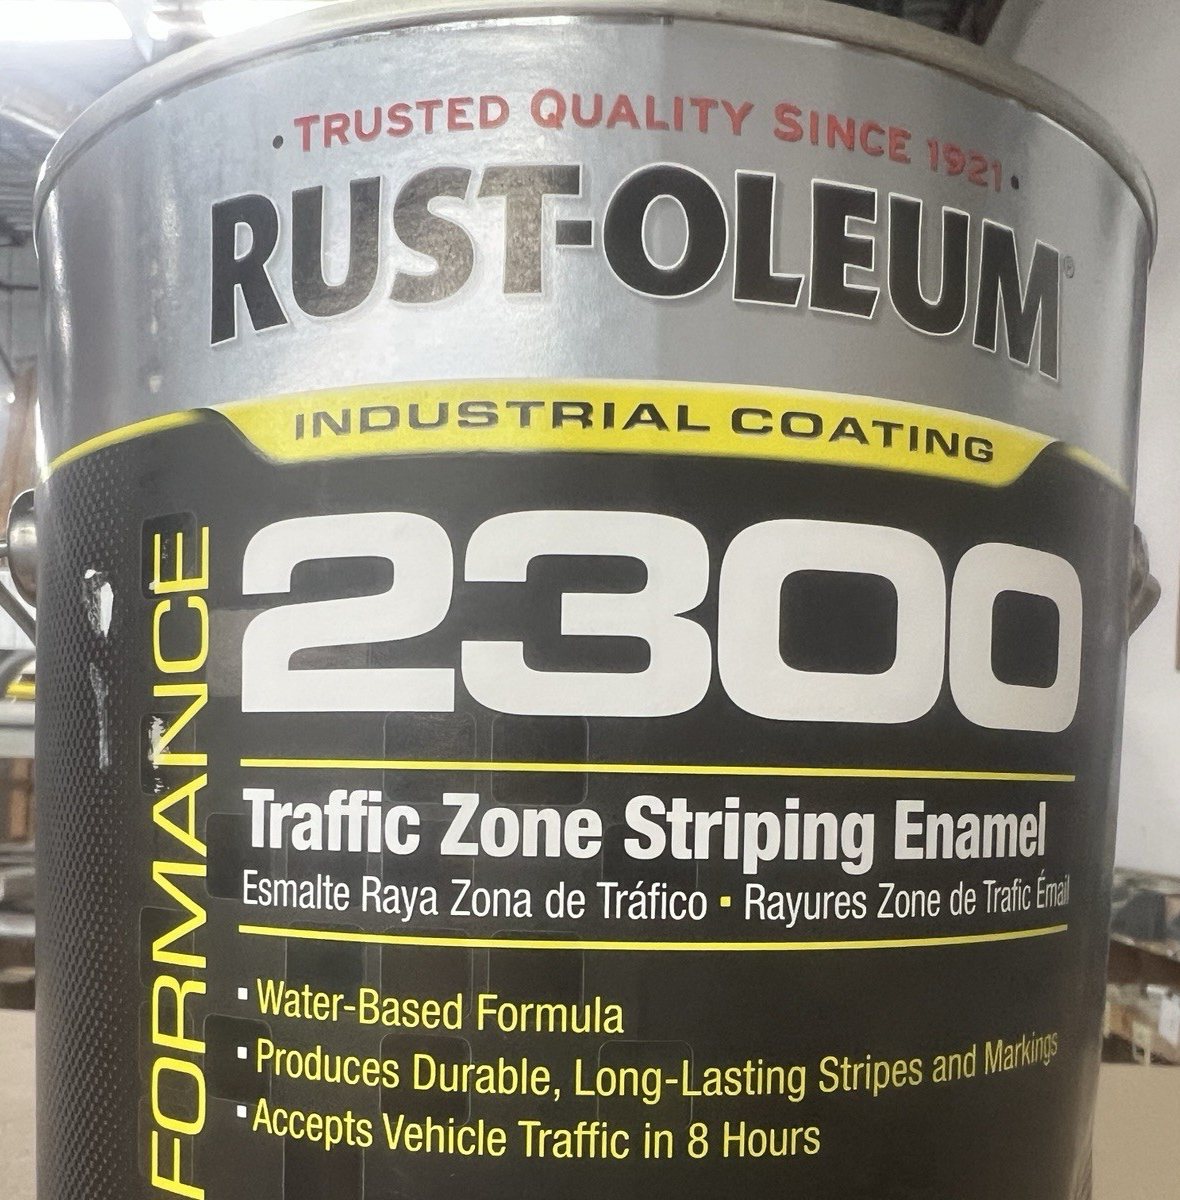 • TRUSTED QUALITY SINCE 1921 •
RUST-OLEUM®
INDUSTRIAL COATING
FORMANCE
2300
Traffic Zone Striping Enamel
Esmalte Raya Zona de Tráfico ▪ Rayures Zone de Trafic Émail
▪ Water-Based Formula
▪ Produces Durable, Long-Lasting Stripes and Markings
▪ Accepts Vehicle Traffic in 8 Hours